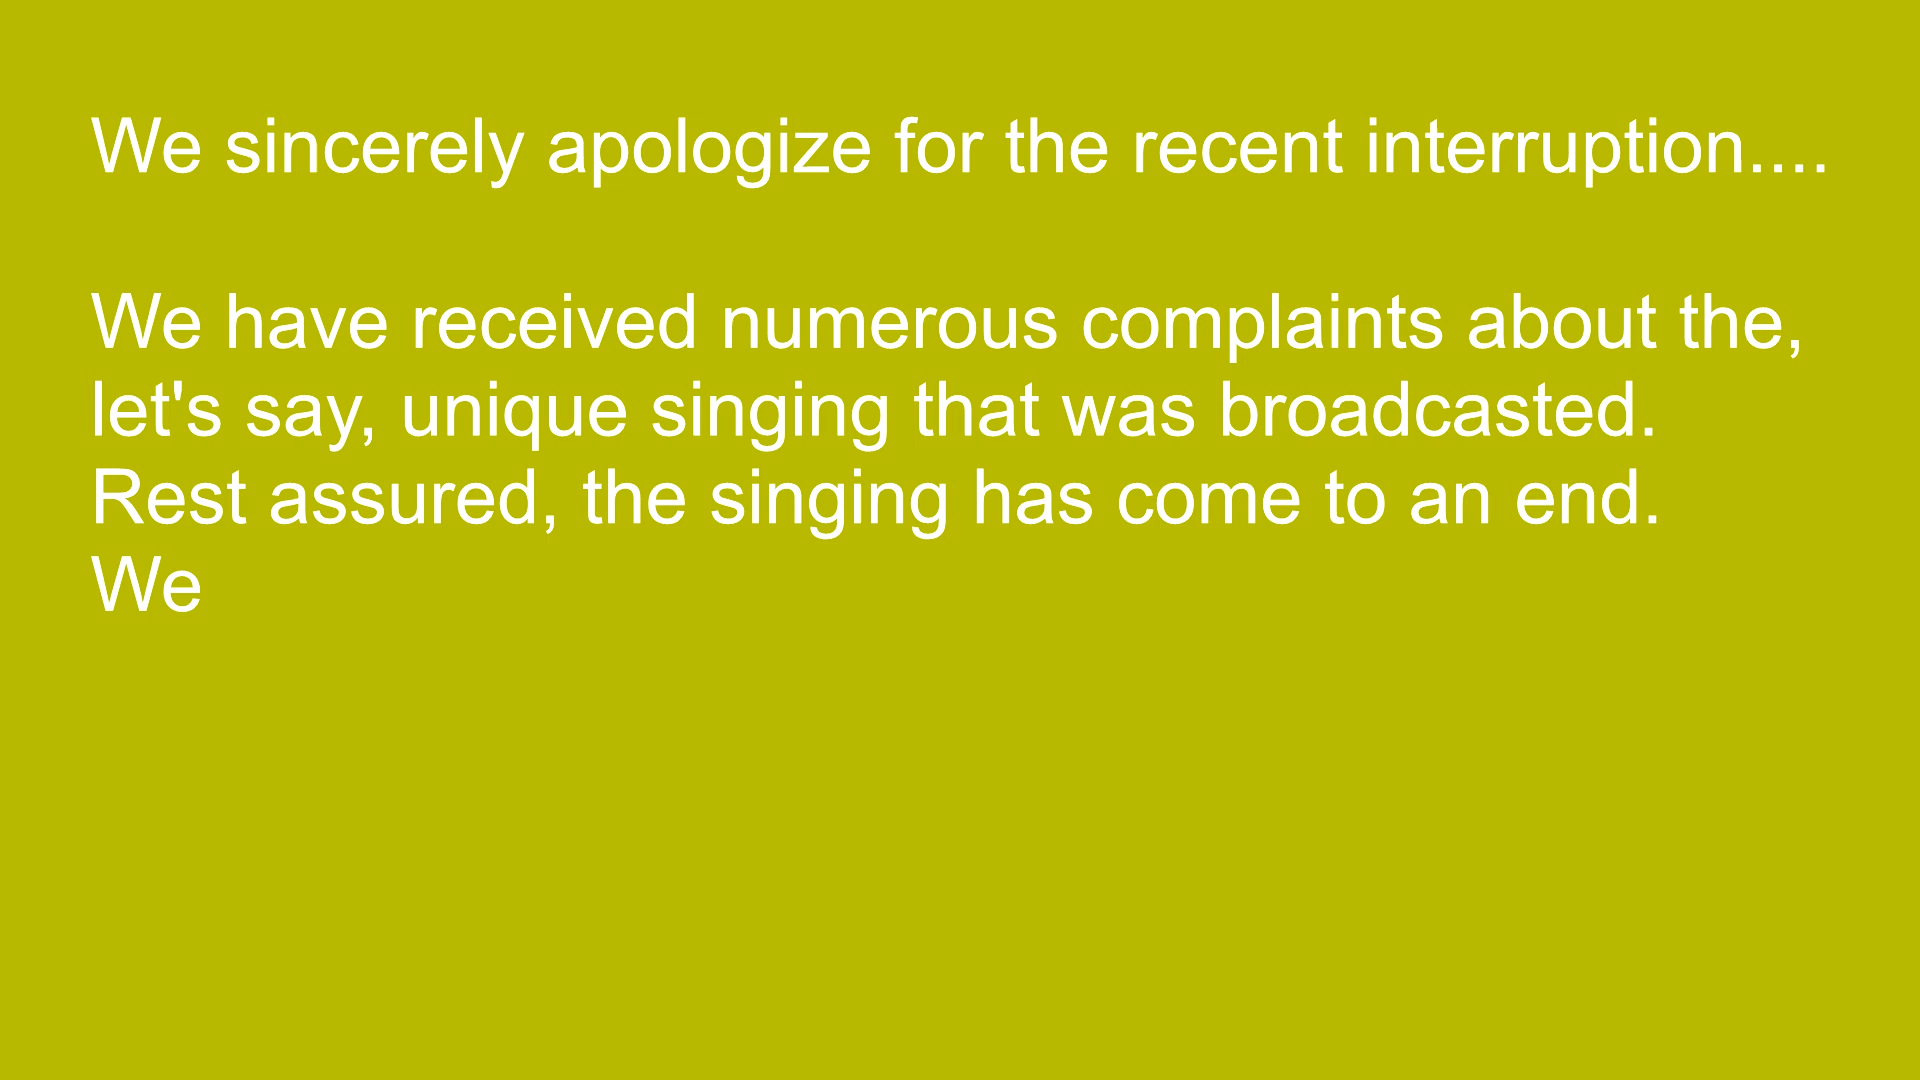 We sincerely apologize for the recent interruption....
We have received numerous complaints about the,
let's say, unique singing that was broadcasted.
Rest assured, the singing has come to an end.
We